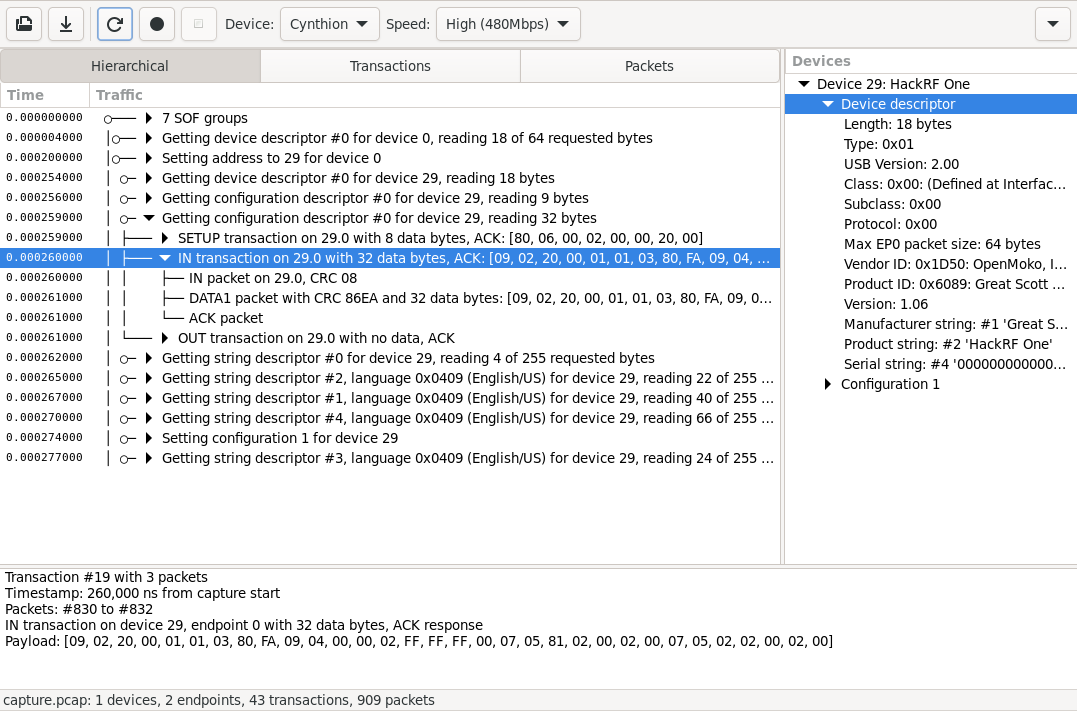 Device: Cynthion Speed: High (480Mbps)
Hierarchical Transactions Packets
Time Traffic
0.000000000 7 SOF groups
0.000004000 Getting device descriptor #0 for device 0, reading 18 of 64 requested bytes
0.000200000 Setting address to 29 for device 0
0.000254000 Getting device descriptor #0 for device 29, reading 18 bytes
0.000256000 Getting configuration descriptor #0 for device 29, reading 9 bytes
0.000259000 Getting configuration descriptor #0 for device 29, reading 32 bytes
0.000259000 SETUP transaction on 29.0 with 8 data bytes, ACK: [80, 06, 00, 02, 00, 00, 20, 00]
0.000260000 IN transaction on 29.0 with 32 data bytes, ACK: [09, 02, 20, 00, 01, 01, 03, 80, FA, 09, 04, …
0.000260000 IN packet on 29.0, CRC 08
0.000261000 DATA1 packet with CRC 86EA and 32 data bytes: [09, 02, 20, 00, 01, 01, 03, 80, FA, 09, 0…
0.000261000 ACK packet
0.000261000 OUT transaction on 29.0 with no data, ACK
0.000262000 Getting string descriptor #0 for device 29, reading 4 of 255 requested bytes
0.000265000 Getting string descriptor #2, language 0x0409 (English/US) for device 29, reading 22 of 255 …
0.000267000 Getting string descriptor #1, language 0x0409 (English/US) for device 29, reading 40 of 255 …
0.000270000 Getting string descriptor #4, language 0x0409 (English/US) for device 29, reading 66 of 255 …
0.000274000 Setting configuration 1 for device 29
0.000277000 Getting string descriptor #3, language 0x0409 (English/US) for device 29, reading 24 of 255 …
Devices
Device 29: HackRF One
Device descriptor
Length: 18 bytes
Type: 0x01
USB Version: 2.00
Class: 0x00: (Defined at Interfac…
Subclass: 0x00
Protocol: 0x00
Max EP0 packet size: 64 bytes
Vendor ID: 0x1D50: OpenMoko, I…
Product ID: 0x6089: Great Scott …
Version: 1.06
Manufacturer string: #1 'Great S…
Product string: #2 'HackRF One'
Serial string: #4 '000000000000…
Configuration 1
Transaction #19 with 3 packets
Timestamp: 260,000 ns from capture start
Packets: #830 to #832
IN transaction on device 29, endpoint 0 with 32 data bytes, ACK response
Payload: [09, 02, 20, 00, 01, 01, 03, 80, FA, 09, 04, 00, 00, 02, FF, FF, FF, 00, 07, 05, 81, 02, 00, 02, 00, 07, 05, 02, 02, 00, 02, 00]
capture.pcap: 1 devices, 2 endpoints, 43 transactions, 909 packets